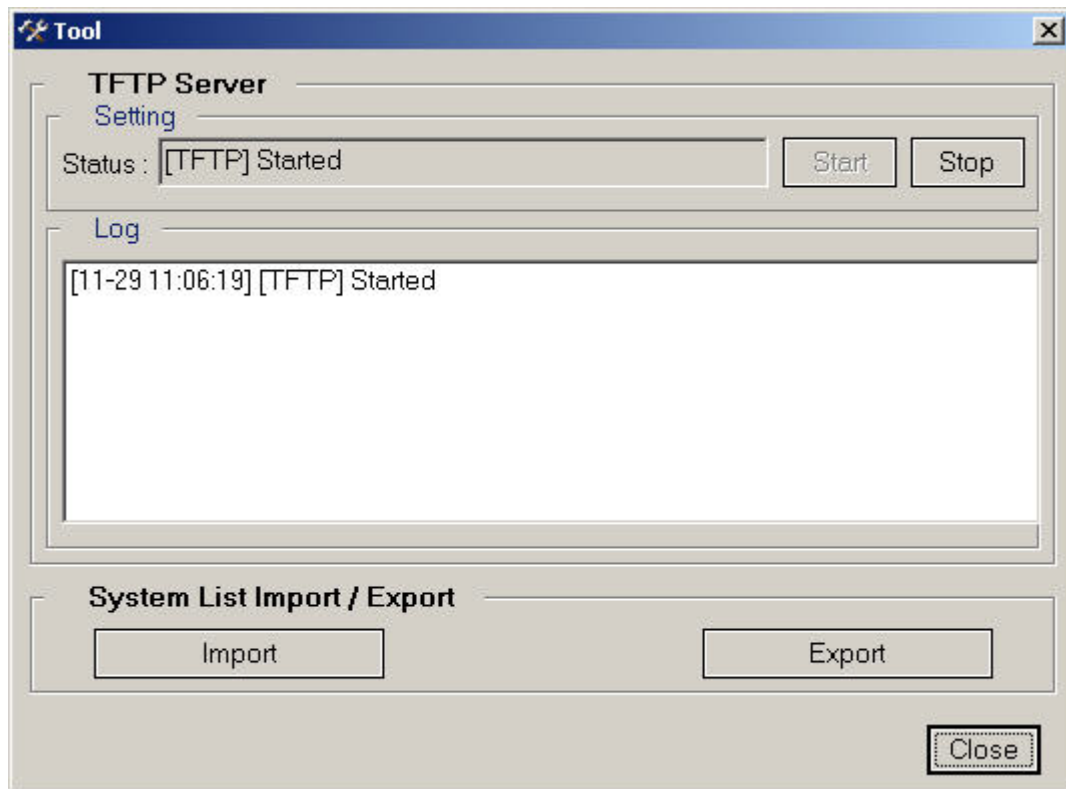 Tool
TFTP Server
Setting
Status : [TFTP] Started Start Stop
Log
[11-29 11:06:19] [TFTP] Started
System List Import / Export
Import Export
Close